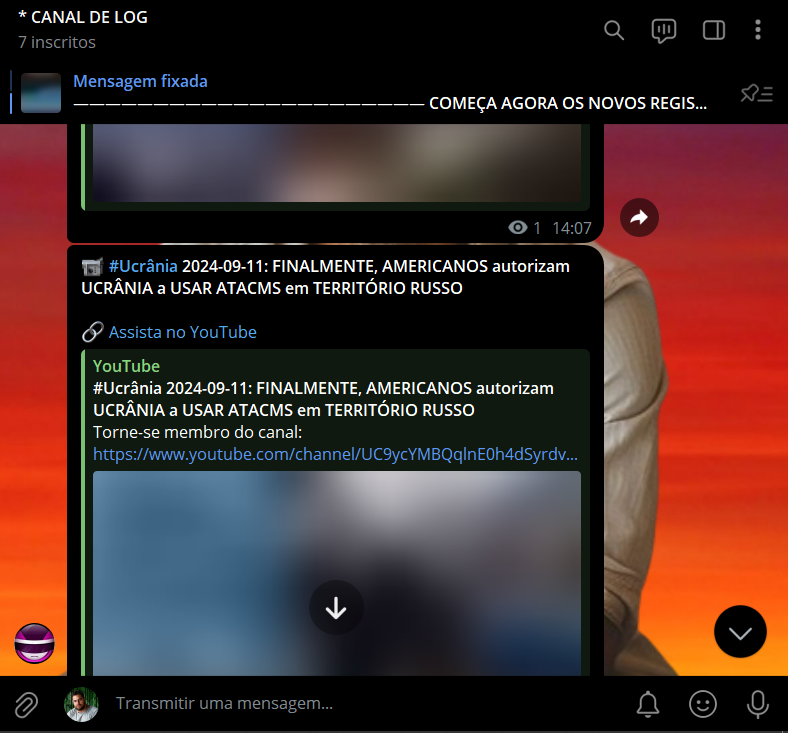 * CANAL DE LOG
7 inscritos
Mensagem fixada
—————————————————————— COMEÇA AGORA OS NOVOS REGIS...
1 14:07
#Ucrânia 2024-09-11: FINALMENTE, AMERICANOS autorizam
UCRÂNIA a USAR ATACMS em TERRITÓRIO RUSSO
Assista no YouTube
YouTube
#Ucrânia 2024-09-11: FINALMENTE, AMERICANOS autorizam
UCRÂNIA a USAR ATACMS em TERRITÓRIO RUSSO
Torne-se membro do canal:
https://www.youtube.com/channel/UC9ycYMBQqlnE0h4dSyrdv...
Transmitir uma mensagem...